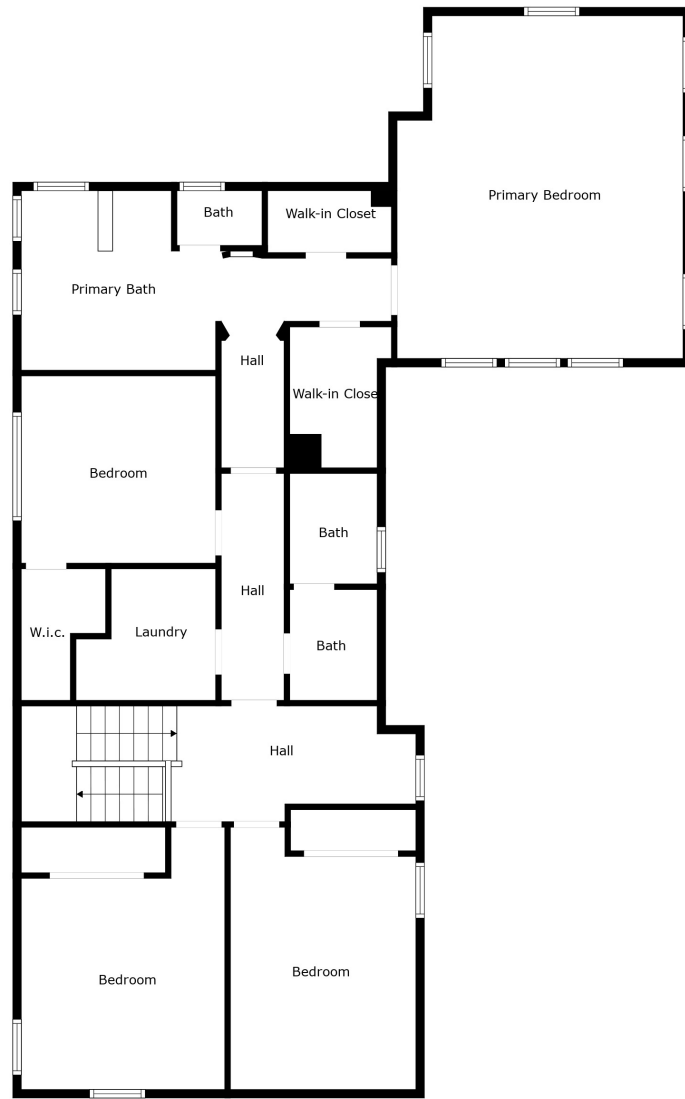 Primary Bedroom
Bath
Walk-in Closet
Primary Bath
Hall
Walk-in Close
Bedroom
Bath
Hall
W.i.c.
Laundry
Bath
Hall
Bedroom
Bedroom